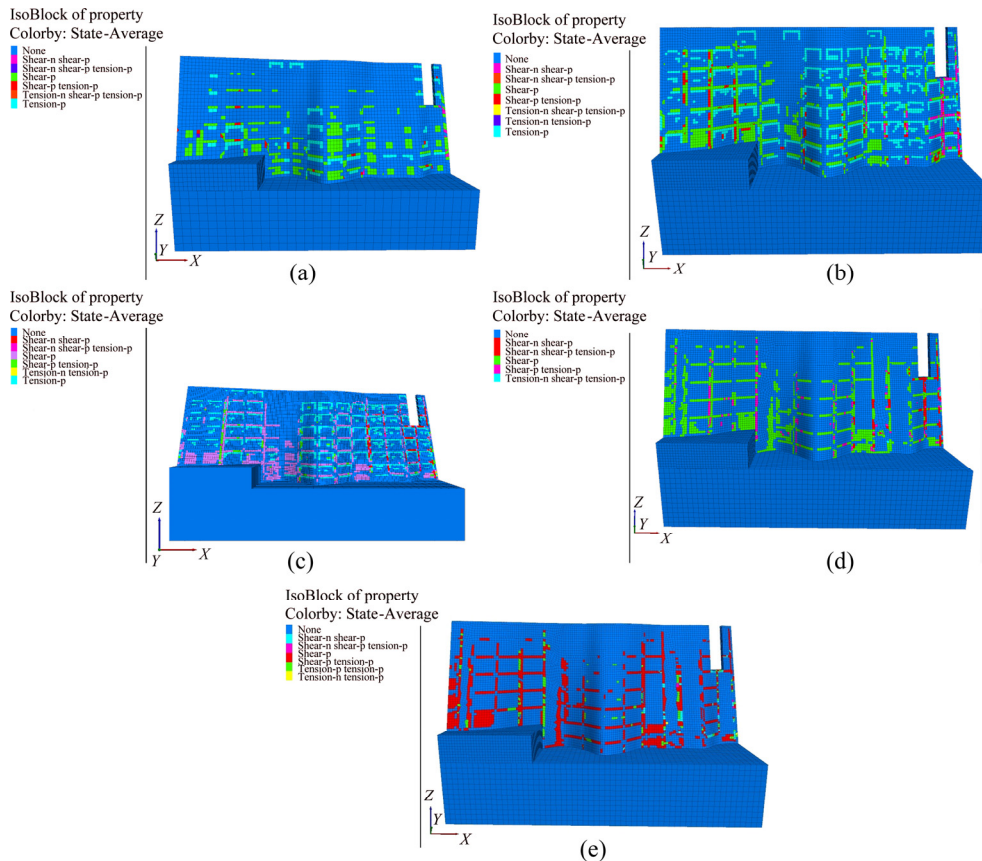 IsoBlock of property
Colorby: State-Average
None
Shear-n shear-p
Shear-n shear-p tension-p
Shear-p
Shear-p tension-p
Tension-n shear-p tension-p
Tension-p
Z
Y
X
(a)
IsoBlock of property
Colorby: State-Average
None
Shear-n shear-p
Shear-n shear-p tension-p
Shear-p
Shear-p tension-p
Tension-n shear-p tension-p
Tension-n tension-p
Tension-p
Z
Y
X
(b)
IsoBlock of property
Colorby: State-Average
None
Shear-n shear-p
Shear-n shear-p tension-p
Shear-p
Shear-p tension-p
Tension-n tension-p
Tension-p
Z
Y
X
(c)
IsoBlock of property
Colorby: State-Average
None
Shear-n shear-p
Shear-n shear-p tension-p
Shear-p
Shear-p tension-p
Tension-n shear-p tension-p
Z
Y
X
(d)
IsoBlock of property
Colorby: State-Average
None
Shear-n shear-p
Shear-n shear-p tension-p
Shear-p
Shear-p tension-p
Tension-p tension-p
Tension-n tension-p
Z
Y
X
(e)